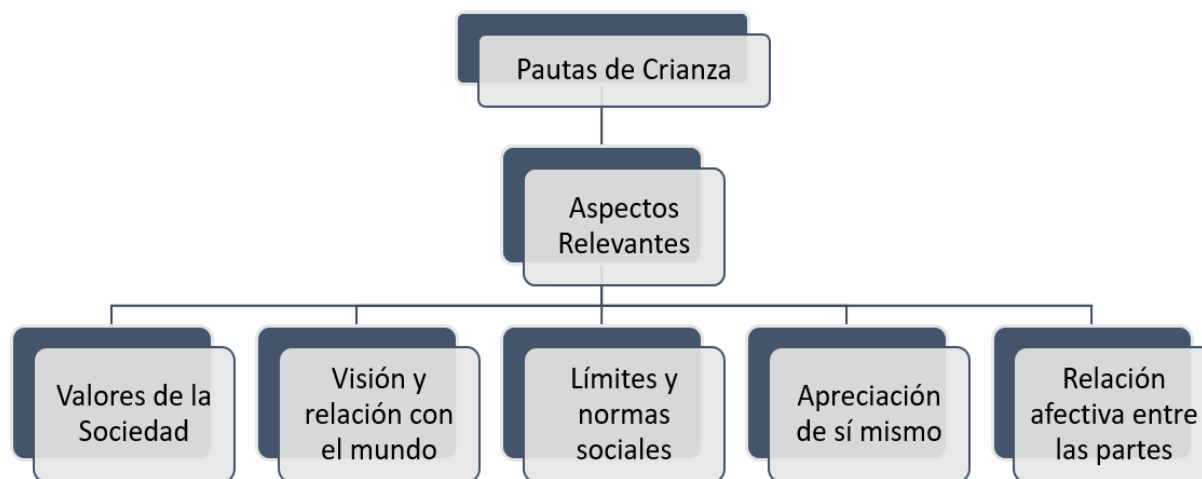 Pautas de Crianza
Aspectos
Relevantes
Valores de la
Sociedad
Visión y
relación con
el mundo
Límites y
normas
sociales
Apreciación
de sí mismo
Relación
afectiva entre
las partes